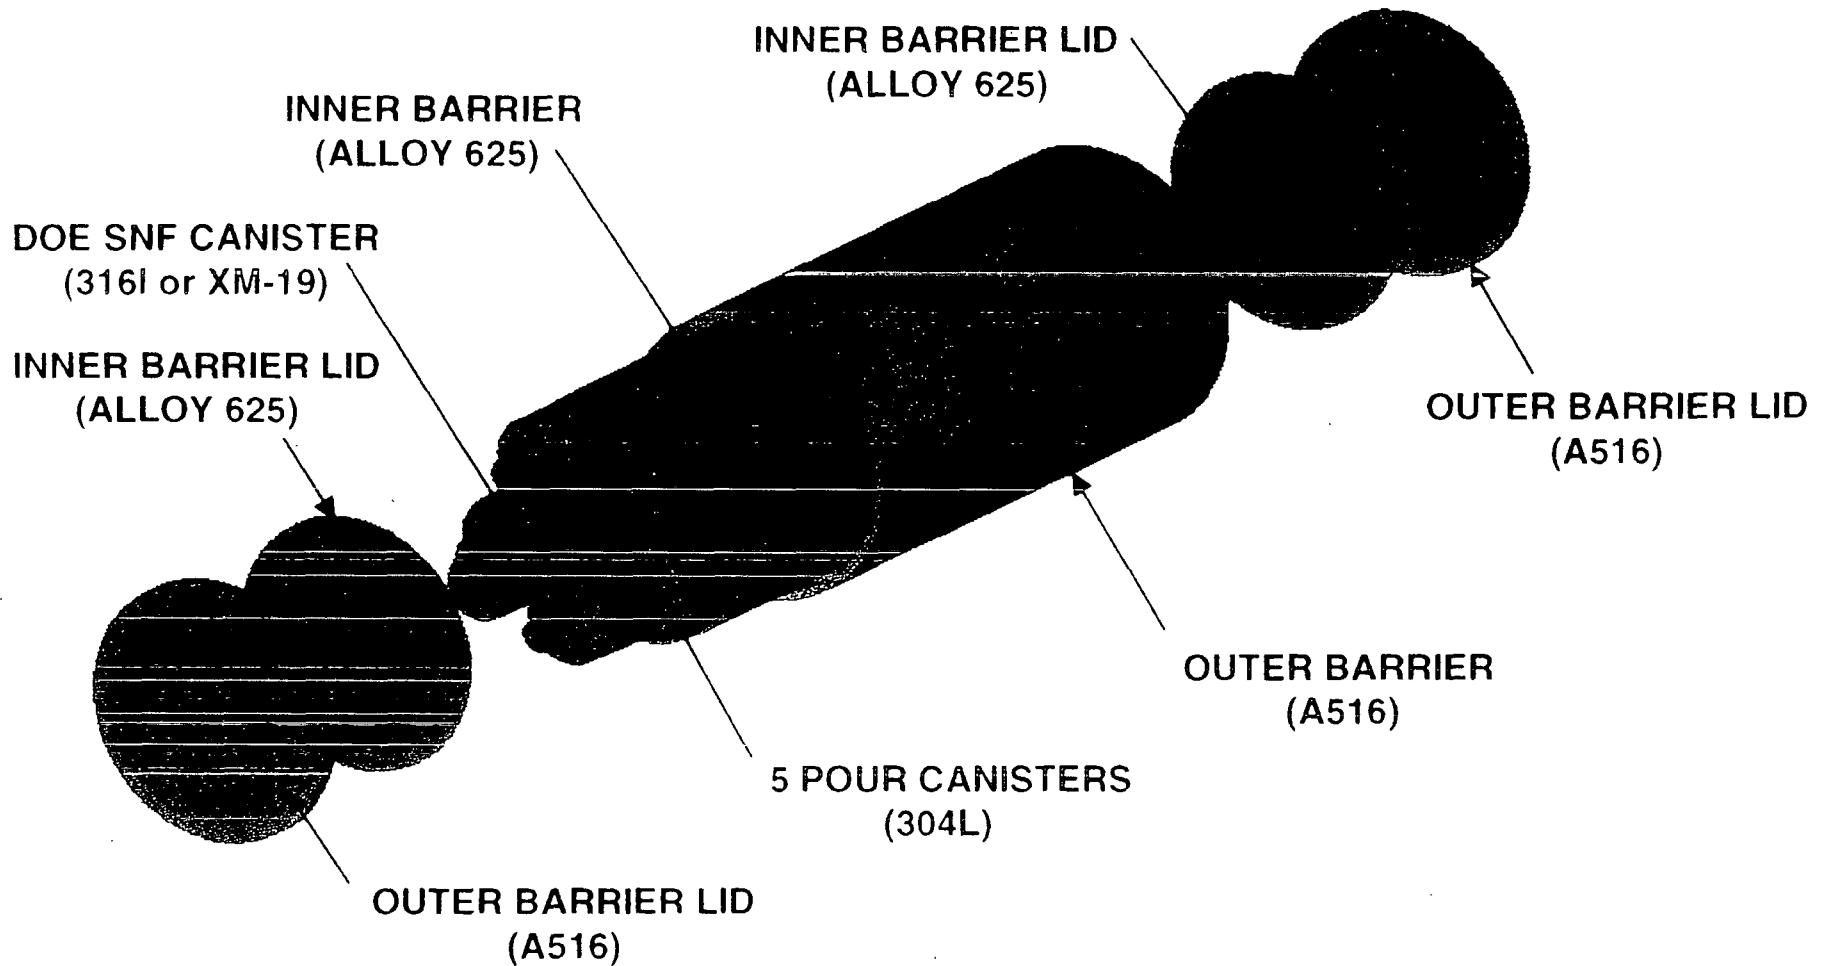 INNER BARRIER LID
(ALLOY 625)
INNER BARRIER
(ALLOY 625)
DOE SNF CANISTER
(316l or XM-19)
INNER BARRIER LID
(ALLOY 625)
OUTER BARRIER LID
(A516)
OUTER BARRIER
(A516)
5 POUR CANISTERS
(304L)
OUTER BARRIER LID
(A516)